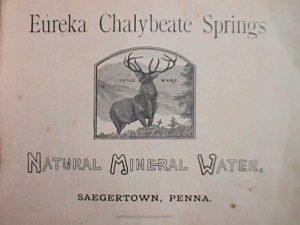 Eureka Chalybeate Springs
TRADE MARK
NATURAL MINERAL WATER,
SAEGERTOWN, PENNA.